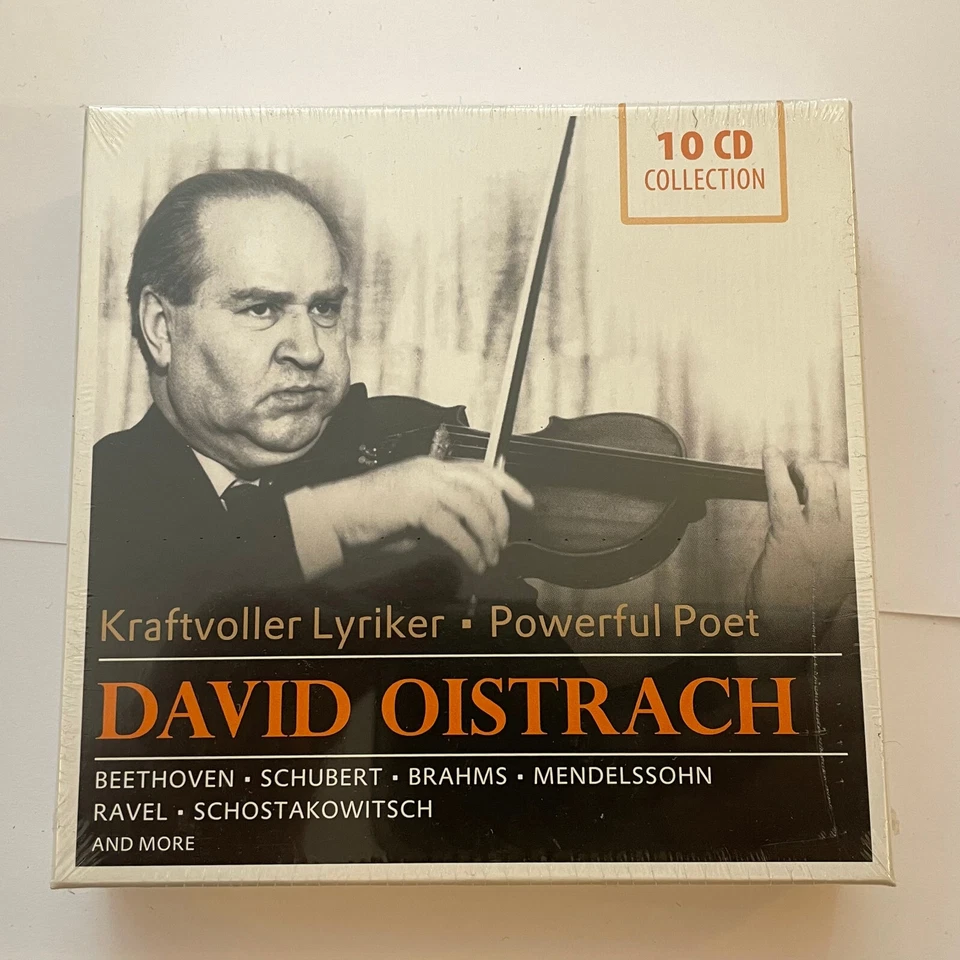 10 CD
COLLECTION
Kraftvoller Lyriker ▪ Powerful Poet
DAVID OISTRACH
BEETHOVEN ▪ SCHUBERT ▪ BRAHMS ▪ MENDELSSOHN
RAVEL ▪ SCHOSTAKOWITSCH
AND MORE